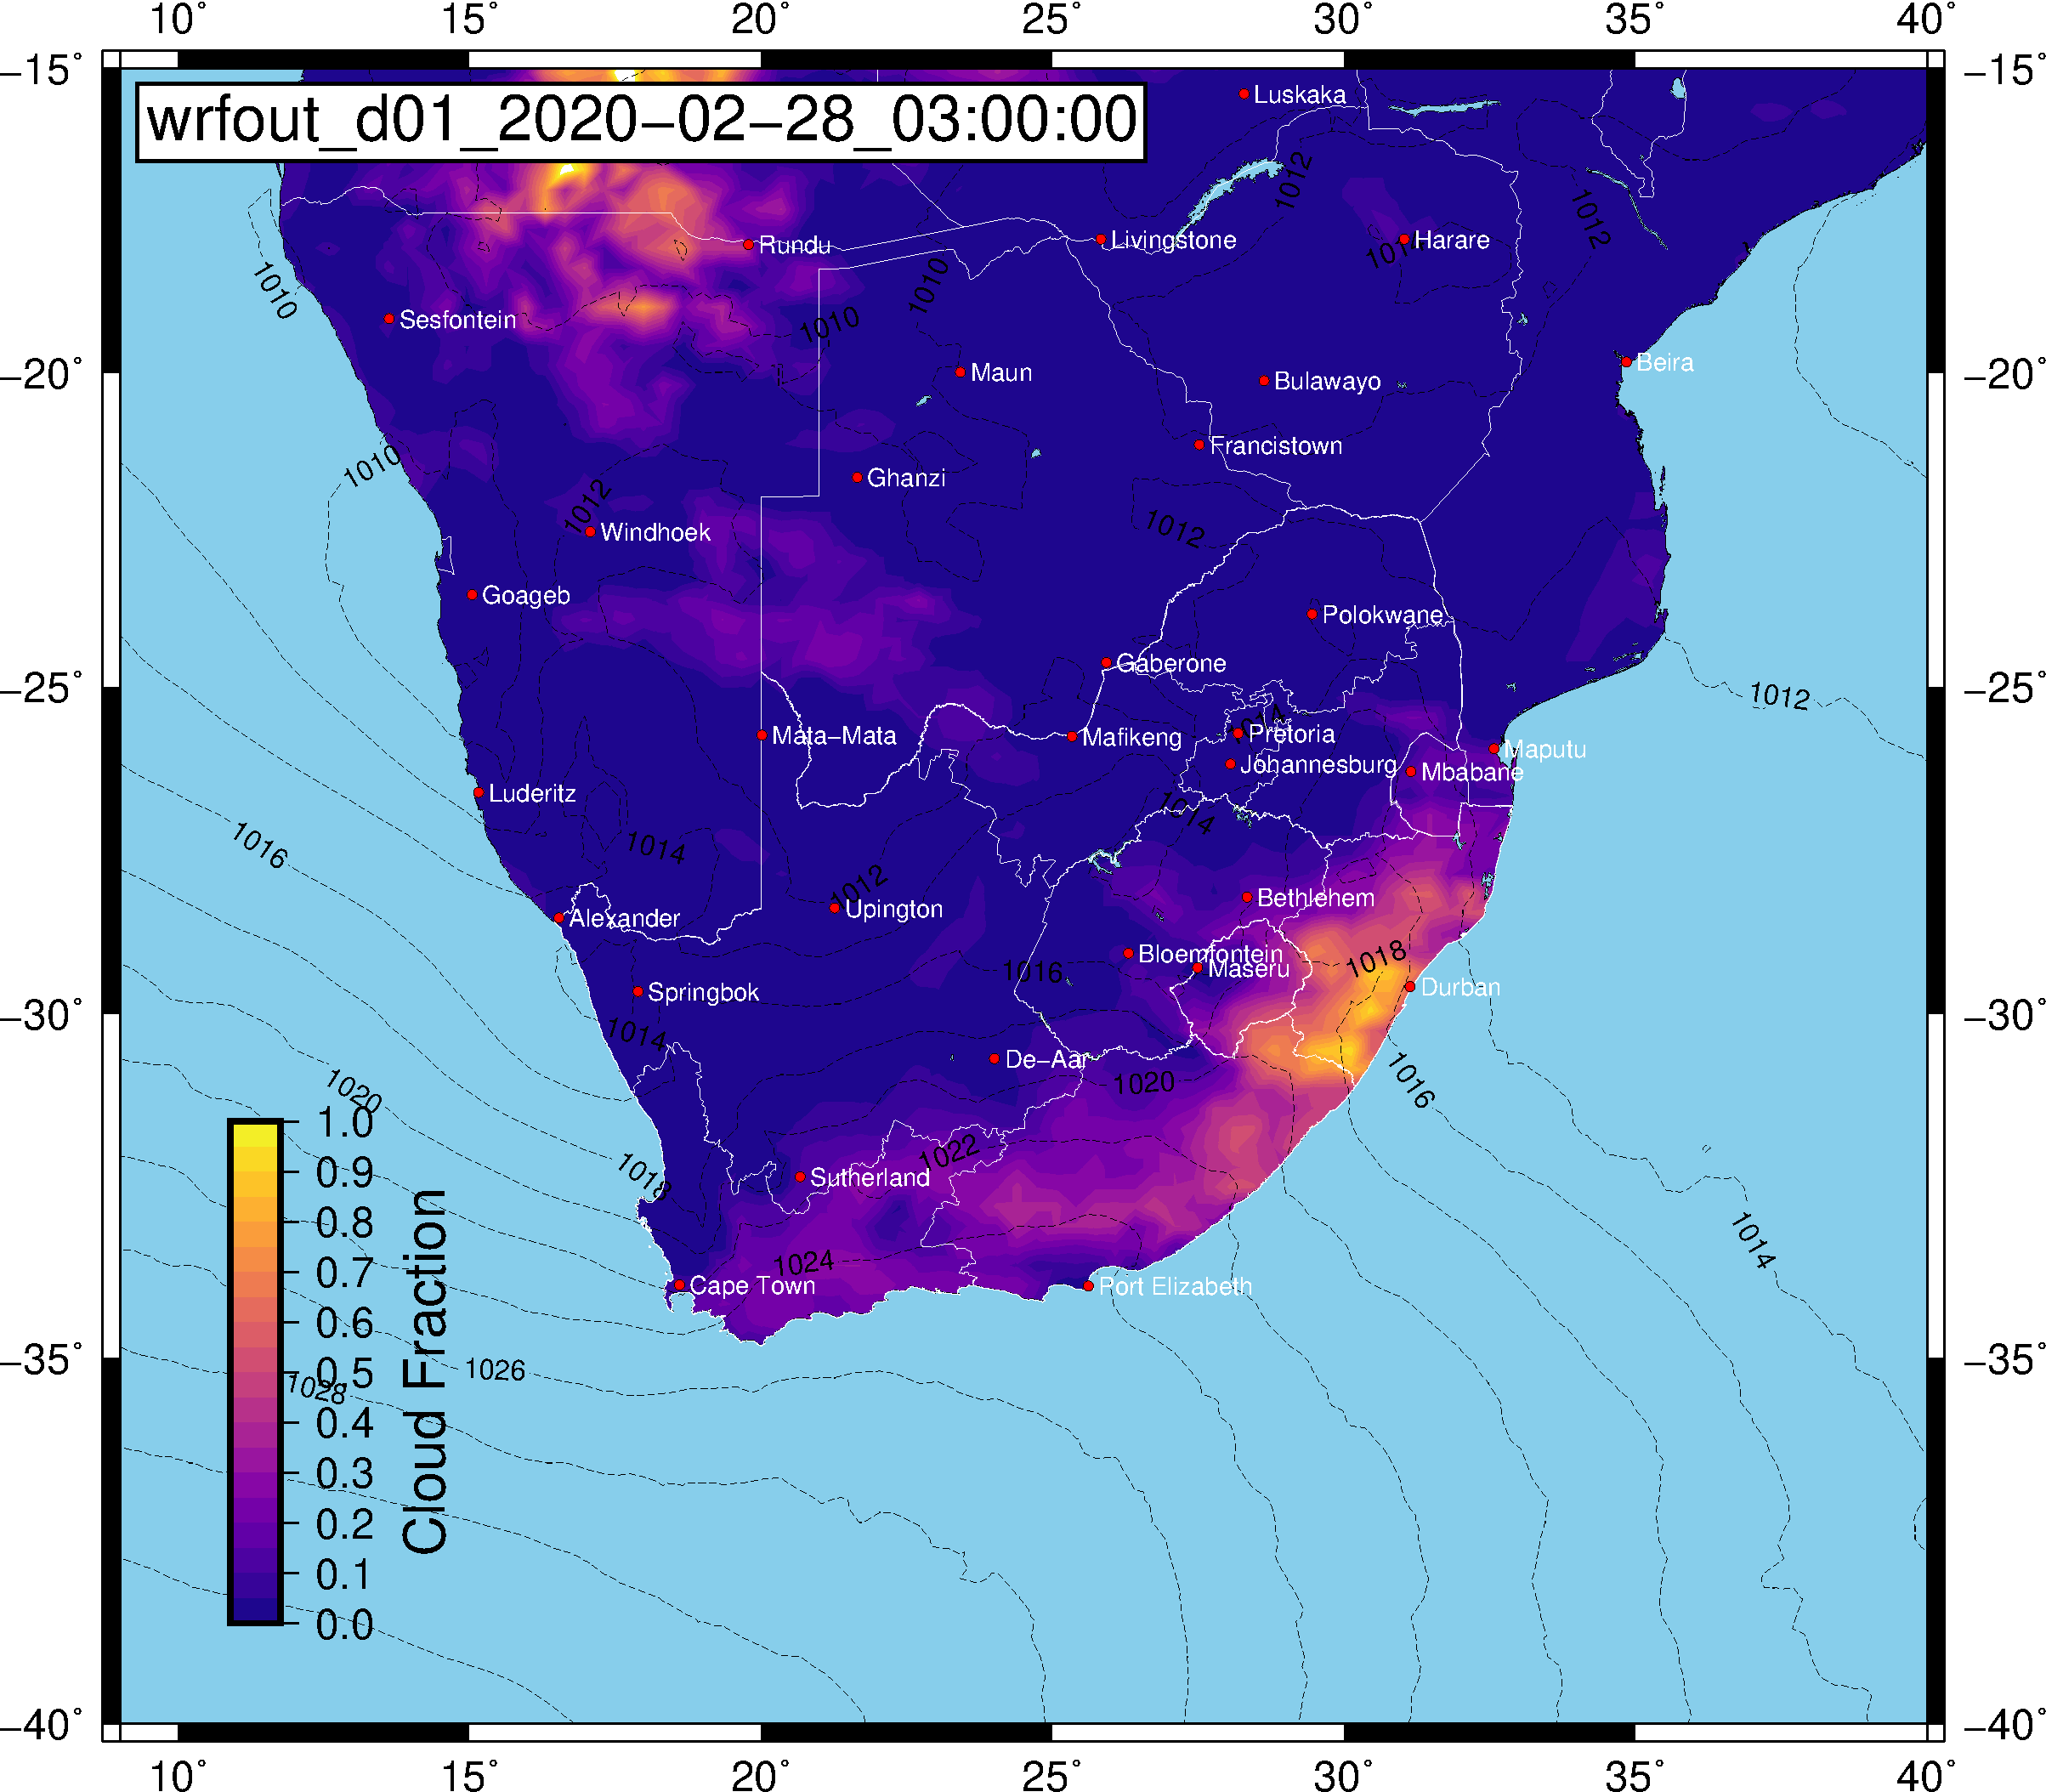 10° 15° 20° 25° 30° 35° 40°
−15° −15°
wrfout_d01_2020−02−28_03:00:00
Luskaka
1012
1012
Rundu
Livingstone
Harare
1010
1010
1010
Sesfontein
Beira
−20° −20°
Maun
Bulawayo
Francistown
1010
Ghanzi
1012
Windhoek
1012
Goageb
Polokwane
Gaberone
−25° −25°
1012
1014
Pretoria
Mata−Mata
Mafikeng
Maputu
Johannesburg
Mbabane
Luderitz
1014
1016
1014
1012
Bethlehem
Upington
Alexander
Bloemfontein
1018
Maseru
1016
Durban
Springbok
−30° −30°
1014
De−Aar
1020
1016
1020
1022
1018
Sutherland
1014
1024
Cape Town
Port Elizabeth
−35° −35°
1026
1028
1.0
0.9
0.8
0.7
0.6
0.5
0.4
0.3
0.2
0.1
0.0
Cloud Fraction
−40° −40°
10° 15° 20° 25° 30° 35° 40°